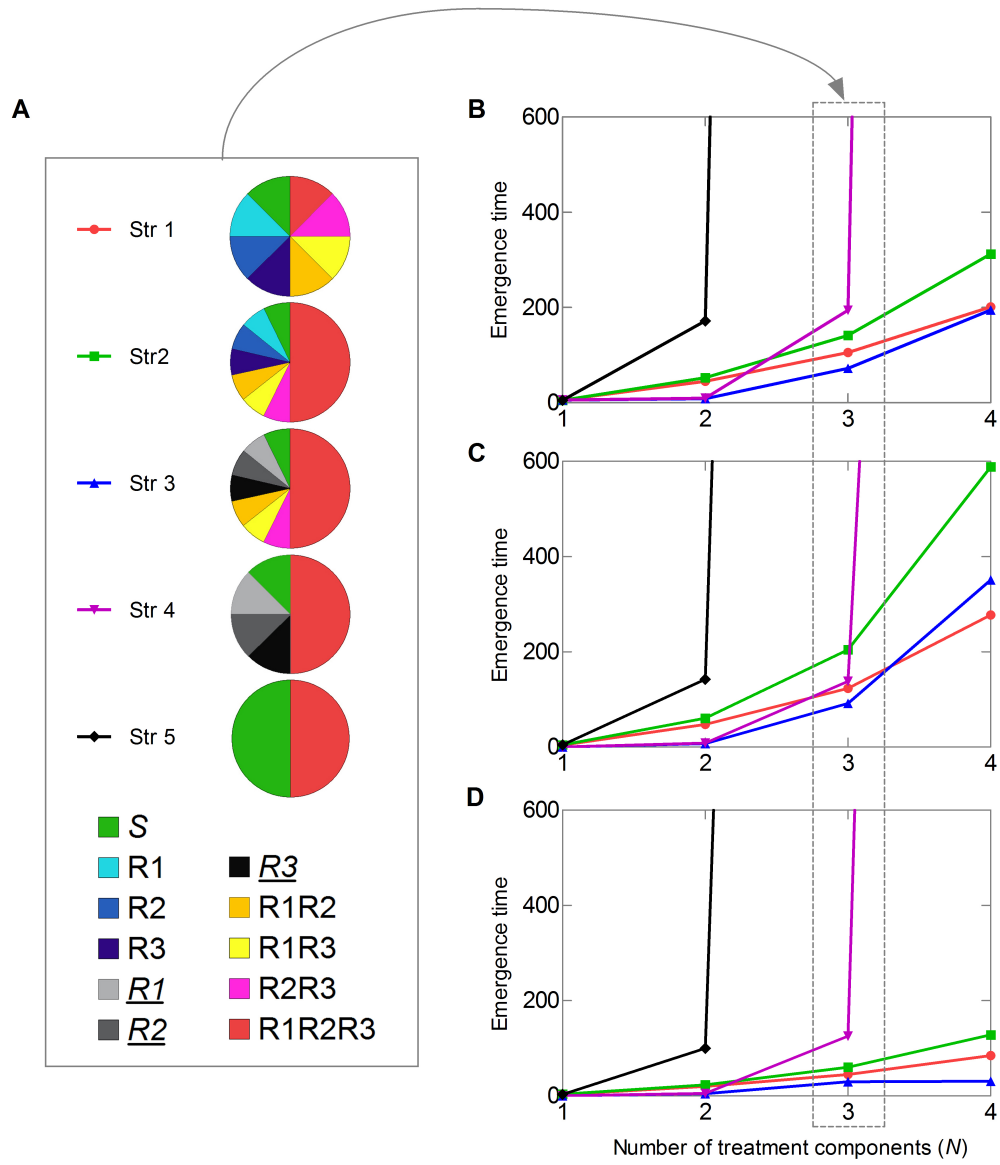 A
Str 1
Str2
Str 3
Str 4
Str 5
S
R1
R2
R3
R1
R2
R3
R1R2
R1R3
R2R3
R1R2R3
B
Emergence time
600
400
200
0
1 2 3 4
C
Emergence time
600
400
200
0
1 2 3 4
D
Emergence time
600
400
200
0
1 2 3 4
Number of treatment components (N)